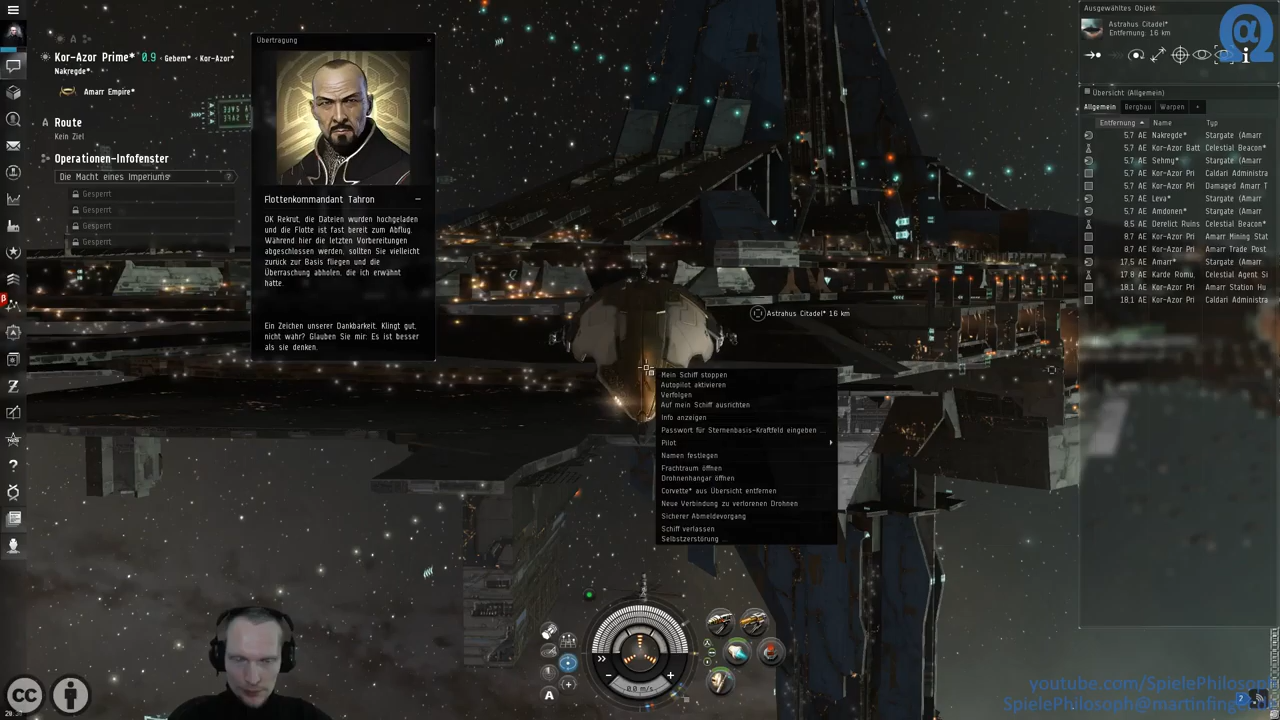 Kor-Azor Prime* 0.9 · Gebem* · Kor-Azor*
Nakregde*
Amarr Empire*
Route
Kein Ziel
Operationen-Infofenster
Die Macht eines Imperiums*
Gesperrt
Gesperrt
Gesperrt
Gesperrt
Übertragung
Flottenkommandant Tahron
OK Rekrut, die Dateien wurden hochgeladen
und die Flotte ist fast bereit zum Abflug.
Während hier die letzten Vorbereitungen
abgeschlossen werden, sollten Sie vielleicht
zurück zur Basis fliegen und die
Überraschung abholen, die ich erwähnt
hatte.
Ein Zeichen unserer Dankbarkeit. Klingt gut,
nicht wahr? Glauben Sie mir: Es ist besser
als sie denken.
Astrahus Citadel* 16 km
Mein Schiff stoppen
Autopilot aktivieren
Verfolgen
Auf mein Schiff ausrichten
Info anzeigen
Passwort für Sternenbasis-Kraftfeld eingeben ...
Pilot
Namen festlegen
Frachtraum öffnen
Drohnenhangar öffnen
Corvette* aus Übersicht entfernen
Neue Verbindung zu verlorenen Drohnen
Sicherer Abmeldevorgang
Schiff verlassen
Selbstzerstörung ...
0.0 m/s
Ausgewähltes Objekt
Astrahus Citadel*
Entfernung: 16 km
Übersicht (Allgemein)
Allgemein Bergbau Warpen +
Entfernung Name Typ
5.7 AE Nakregde* Stargate (Amarr
5.7 AE Kor-Azor Batt Celestial Beacon*
5.7 AE Sehmy* Stargate (Amarr
5.7 AE Kor-Azor Pri Caldari Administra
5.7 AE Kor-Azor Pri Damaged Amarr T
5.7 AE Leva* Stargate (Amarr
5.7 AE Amdonen* Stargate (Amarr
8.5 AE Derelict Ruins Celestial Beacon*
8.7 AE Kor-Azor Pri Amarr Mining Stat
8.7 AE Kor-Azor Pri Amarr Trade Post
17.5 AE Amarr* Stargate (Amarr
17.8 AE Karde Romu. Celestial Agent Si
18.1 AE Kor-Azor Pri Amarr Station Hu
18.1 AE Kor-Azor Pri Caldari Administra
youtube.com/SpielePhilosoph
SpielePhilosoph@martinfinger.
cc